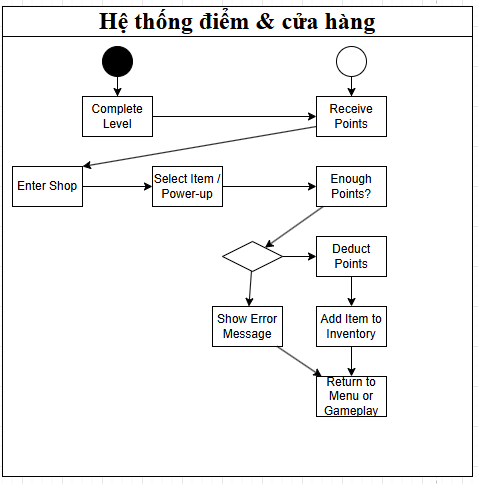 Hệ thống điểm & cửa hàng
Complete
Level
Receive
Points
Enter Shop
Select Item /
Power-up
Enough
Points?
Deduct
Points
Show Error
Message
Add Item to
Inventory
Return to
Menu or
Gameplay